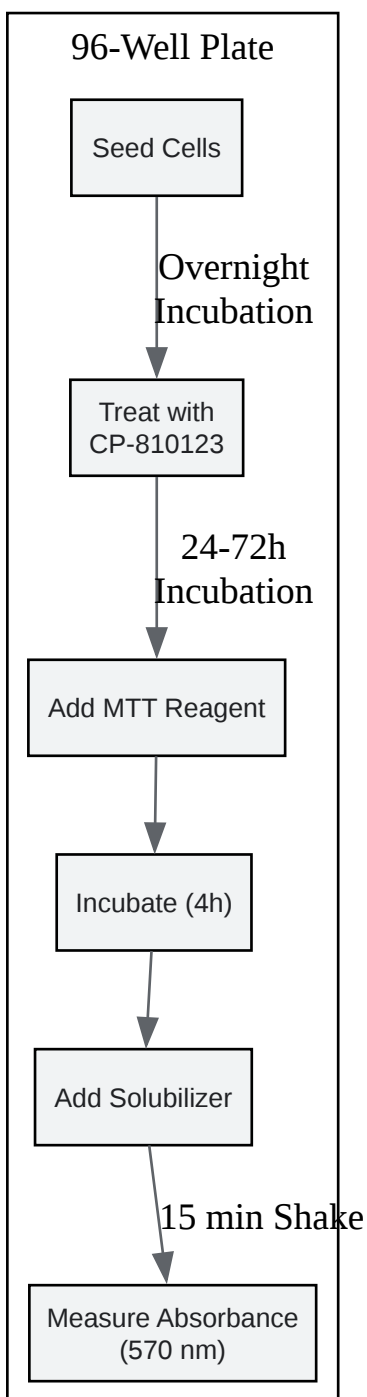 96-Well Plate
Seed Cells
Overnight
Incubation
Treat with
CP-810123
24-72h
Incubation
Add MTT Reagent
Incubate (4h)
Add Solubilizer
15 min Shake
Measure Absorbance
(570 nm)